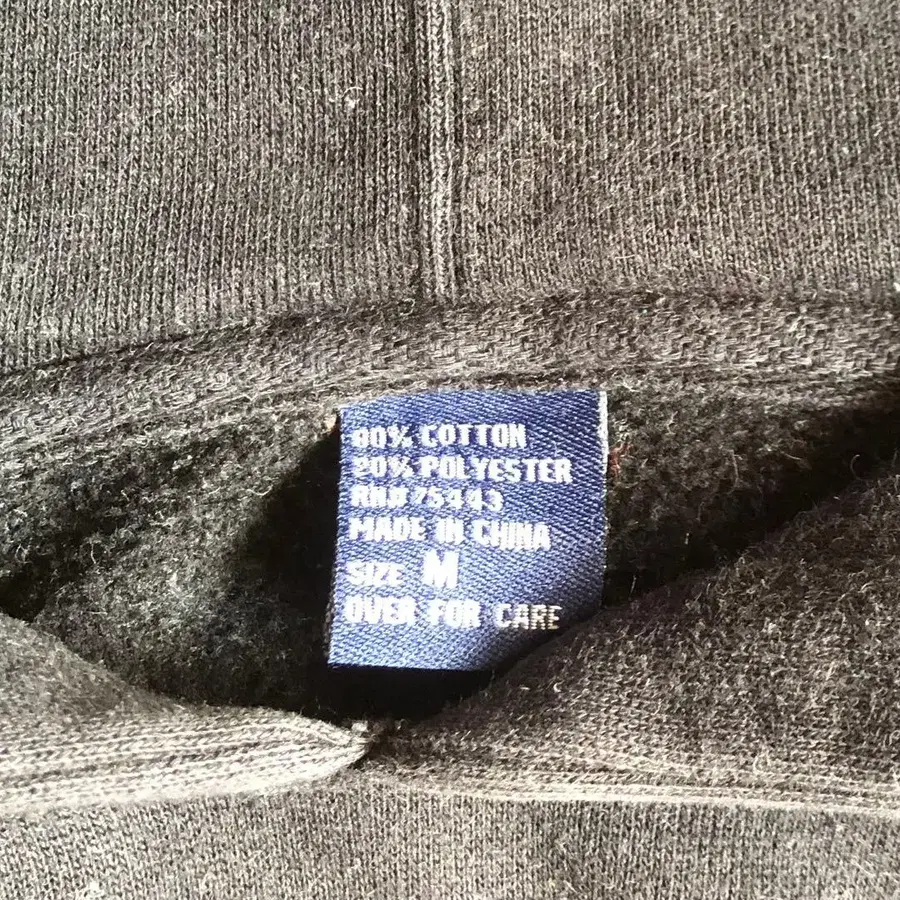 80% COTTON
20% POLYESTER
RN# 75443
MADE IN CHINA
SIZE M
OVER FOR CARE